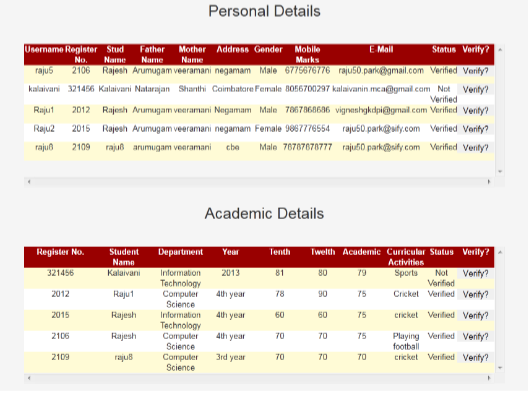 Personal Details
Username Register No. Stud Name Father Name Mother Name Address Gender Mobile Marks E-Mail Status Verify?
raju5 2106 Rajesh Arumugam veeramani negamam Male 6775676776 raju50.park@gmail.com Verified Verify?
kalaivani 321456 Kalaivani Natarajan Shanthi Coimbatore Female 8056700297 kalaivanin.mca@gmail.com Not Verified Verify?
Raju1 2012 Rajesh Arumugam veeramani Negamam Male 7867866686 vigneshgkdpi@gmail.com Verified Verify?
Raju2 2015 Rajesh Arumugam veeramani negamam Female 9867776554 raju50.park@sify.com Verified Verify?
raju8 2109 raju8 arumugam veeramani cbe Male 78787678777 raju50.park@sify.com Verified Verify?
Academic Details
Register No. Student Name Department Year Tenth Twelth Academic Curricular Activities Status Verify?
321456 Kalaivani Information Technology 2013 81 80 79 Sports Not Verified Verify?
2012 Raju1 Computer Science 4th year 78 90 75 Cricket Verified Verify?
2015 Rajesh Information Technology 4th year 60 60 75 cricket Verified Verify?
2106 Rajesh Computer Science 4th year 70 70 75 Playing football Verified Verify?
2109 raju8 Computer Science 3rd year 70 70 70 cricket Verified Verify?